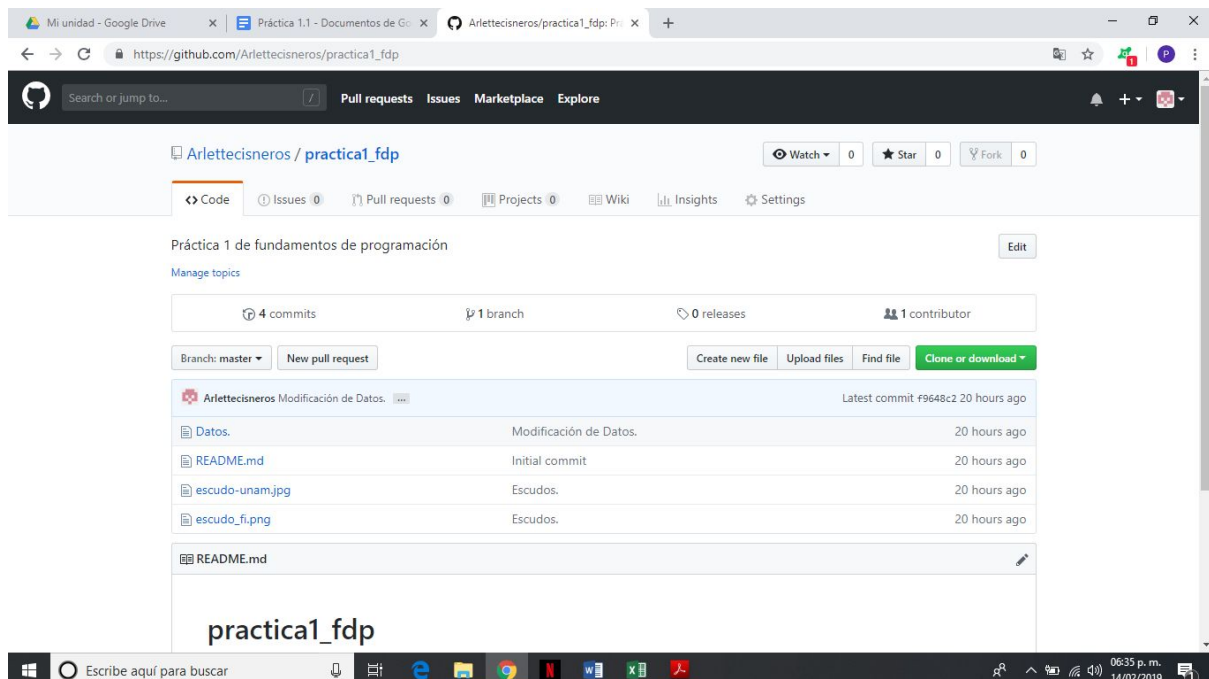 Mi unidad - Google Drive
Práctica 1.1 - Documentos de Go
Arlettecisneros/practica1_fdp: Pr
https://github.com/Arlettecisneros/practica1_fdp
1
P
Search or jump to...
/
Pull requests Issues Marketplace Explore
Arlettecisneros / practica1_fdp
Watch 0 Star 0 Fork 0
Code Issues 0 Pull requests 0 Projects 0 Wiki Insights Settings
Práctica 1 de fundamentos de programación
Edit
Manage topics
4 commits 1 branch 0 releases 1 contributor
Branch: master New pull request Create new file Upload files Find file Clone or download
Arlettecisneros Modificación de Datos. ... Latest commit f9648c2 20 hours ago
Datos. Modificación de Datos. 20 hours ago
README.md Initial commit 20 hours ago
escudo-unam.jpg Escudos. 20 hours ago
escudo_fi.png Escudos. 20 hours ago
README.md
practica1_fdp
Escribe aquí para buscar
06:35 p. m.
14/02/2019